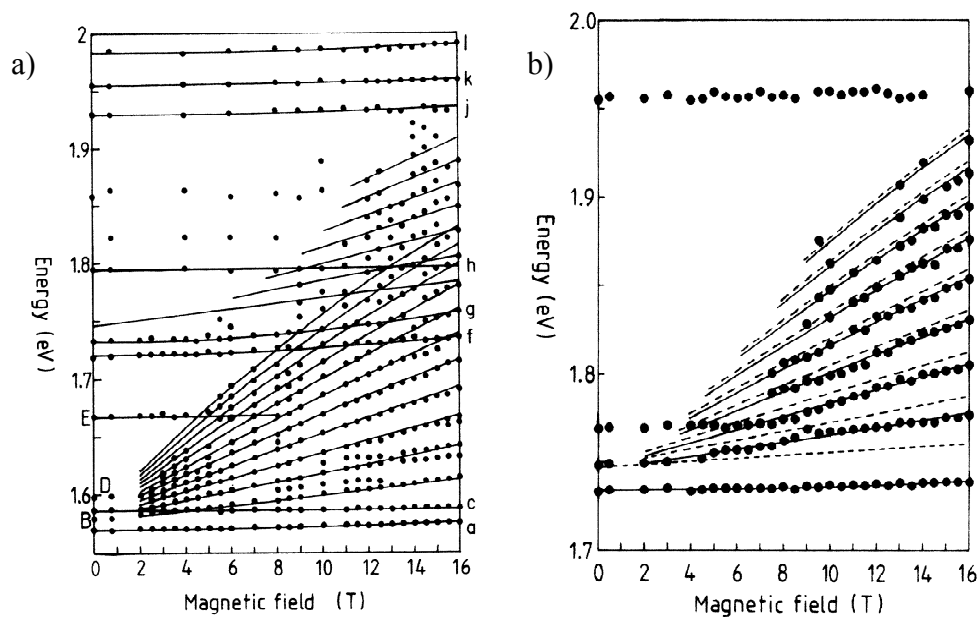 a)
2
1.9
1.8
1.7
1.6
Energy (eV)
l
k
j
h
g
f
E
D
B
c
a
0 2 4 6 8 10 12 14 16
Magnetic field (T)
b)
2.0
1.9
1.8
1.7
Energy (eV)
0 2 4 6 8 10 12 14 16
Magnetic field (T)